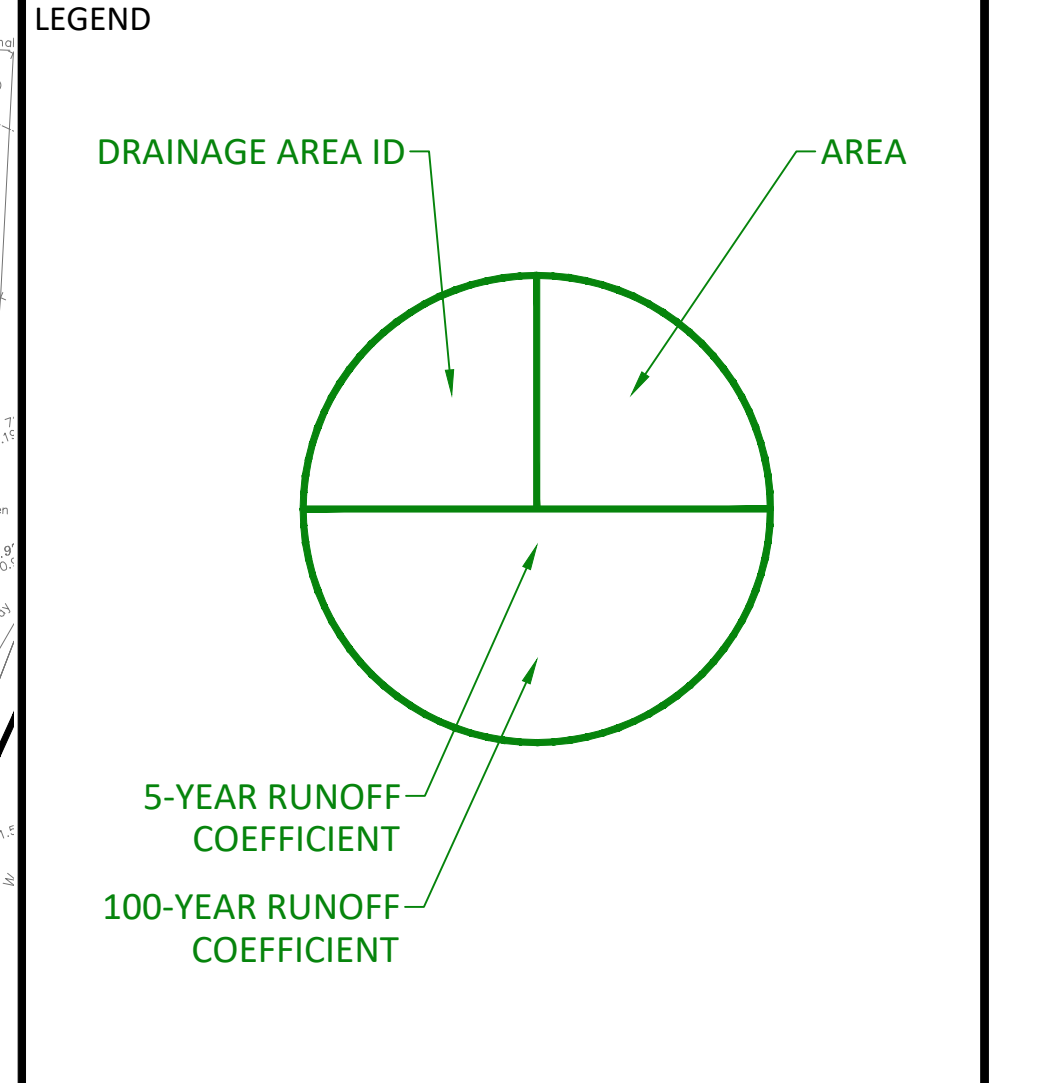 LEGEND
DRAINAGE AREA ID
AREA
5-YEAR RUNOFF
COEFFICIENT
100-YEAR RUNOFF
COEFFICIENT